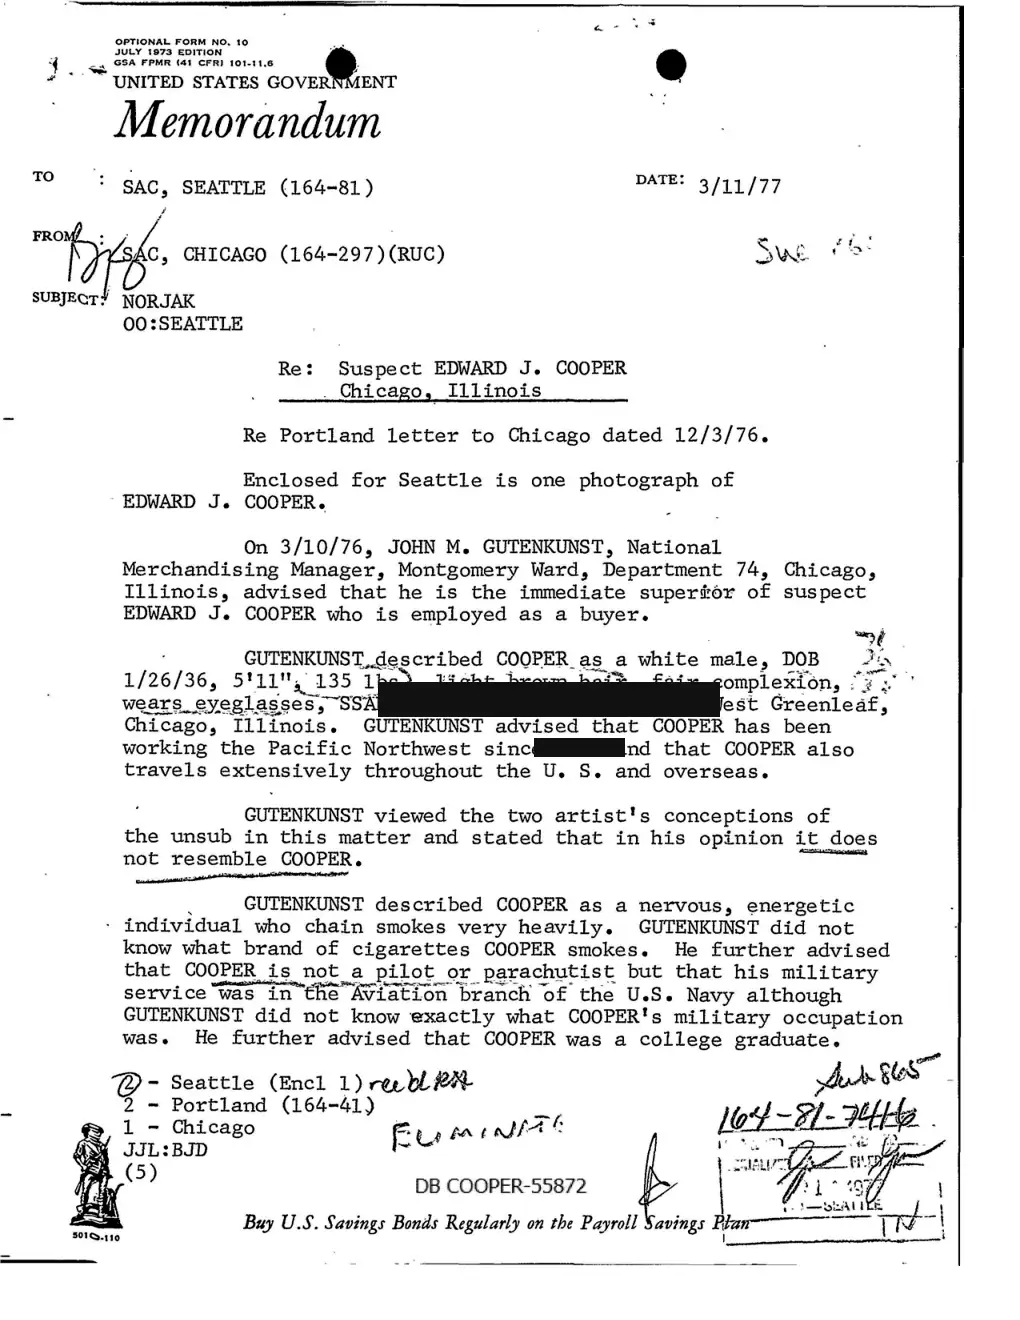 OPTIONAL FORM NO. 10
JULY 1973 EDITION
GSA FPMR (41 CFR) 101-11.6
UNITED STATES GOVERNMENT
Memorandum
TO : SAC, SEATTLE (164-81) DATE: 3/11/77
FROM : SAC, CHICAGO (164-297)(RUC)
SUBJECT: NORJAK
OO:SEATTLE
Re: Suspect EDWARD J. COOPER
Chicago, Illinois
Re Portland letter to Chicago dated 12/3/76.
Enclosed for Seattle is one photograph of
EDWARD J. COOPER.
On 3/10/76, JOHN M. GUTENKUNST, National
Merchandising Manager, Montgomery Ward, Department 74, Chicago,
Illinois, advised that he is the immediate superior of suspect
EDWARD J. COOPER who is employed as a buyer.
GUTENKUNST described COOPER as a white male, DOB
1/26/36, 5'11", 135 lbs, light brown hair, fair complexion,
wears eyeglasses, SSA West Greenleaf,
Chicago, Illinois. GUTENKUNST advised that COOPER has been
working the Pacific Northwest since and that COOPER also
travels extensively throughout the U. S. and overseas.
GUTENKUNST viewed the two artist's conceptions of
the unsub in this matter and stated that in his opinion it does
not resemble COOPER.
GUTENKUNST described COOPER as a nervous, energetic
individual who chain smokes very heavily. GUTENKUNST did not
know what brand of cigarettes COOPER smokes. He further advised
that COOPER is not a pilot or parachutist but that his military
service was in the Aviation branch of the U.S. Navy although
GUTENKUNST did not know exactly what COOPER's military occupation
was. He further advised that COOPER was a college graduate.
2 - Seattle (Encl 1)
2 - Portland (164-41)
1 - Chicago
JJL:BJD
(5)
ELIMINATE
Sub 865
DB COOPER-55872
SEATTLE
Buy U.S. Savings Bonds Regularly on the Payroll Savings Plan
5010-110